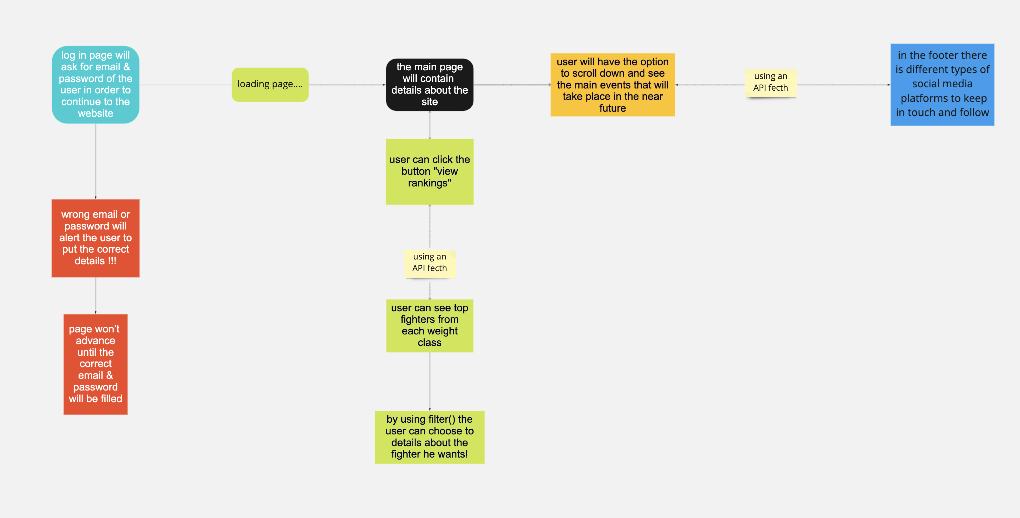 log in page will
ask for email &
password of the
user in order to
continue to the
website
loading page....
the main page
will contain
details about the
site
user will have the option
to scroll down and see
the main events that will
take place in the near
future
using an
API fecth
in the footer there
is different types of
social media
platforms to keep
in touch and follow
user can click the
button "view
rankings"
wrong email or
password will
alert the user to
put the correct
details !!!
using an
API fecth
user can see top
fighters from
each weight
class
page won't
advance
until the
correct
email &
password
will be filled
by using filter() the
user can choose to
details about the
fighter he wants!